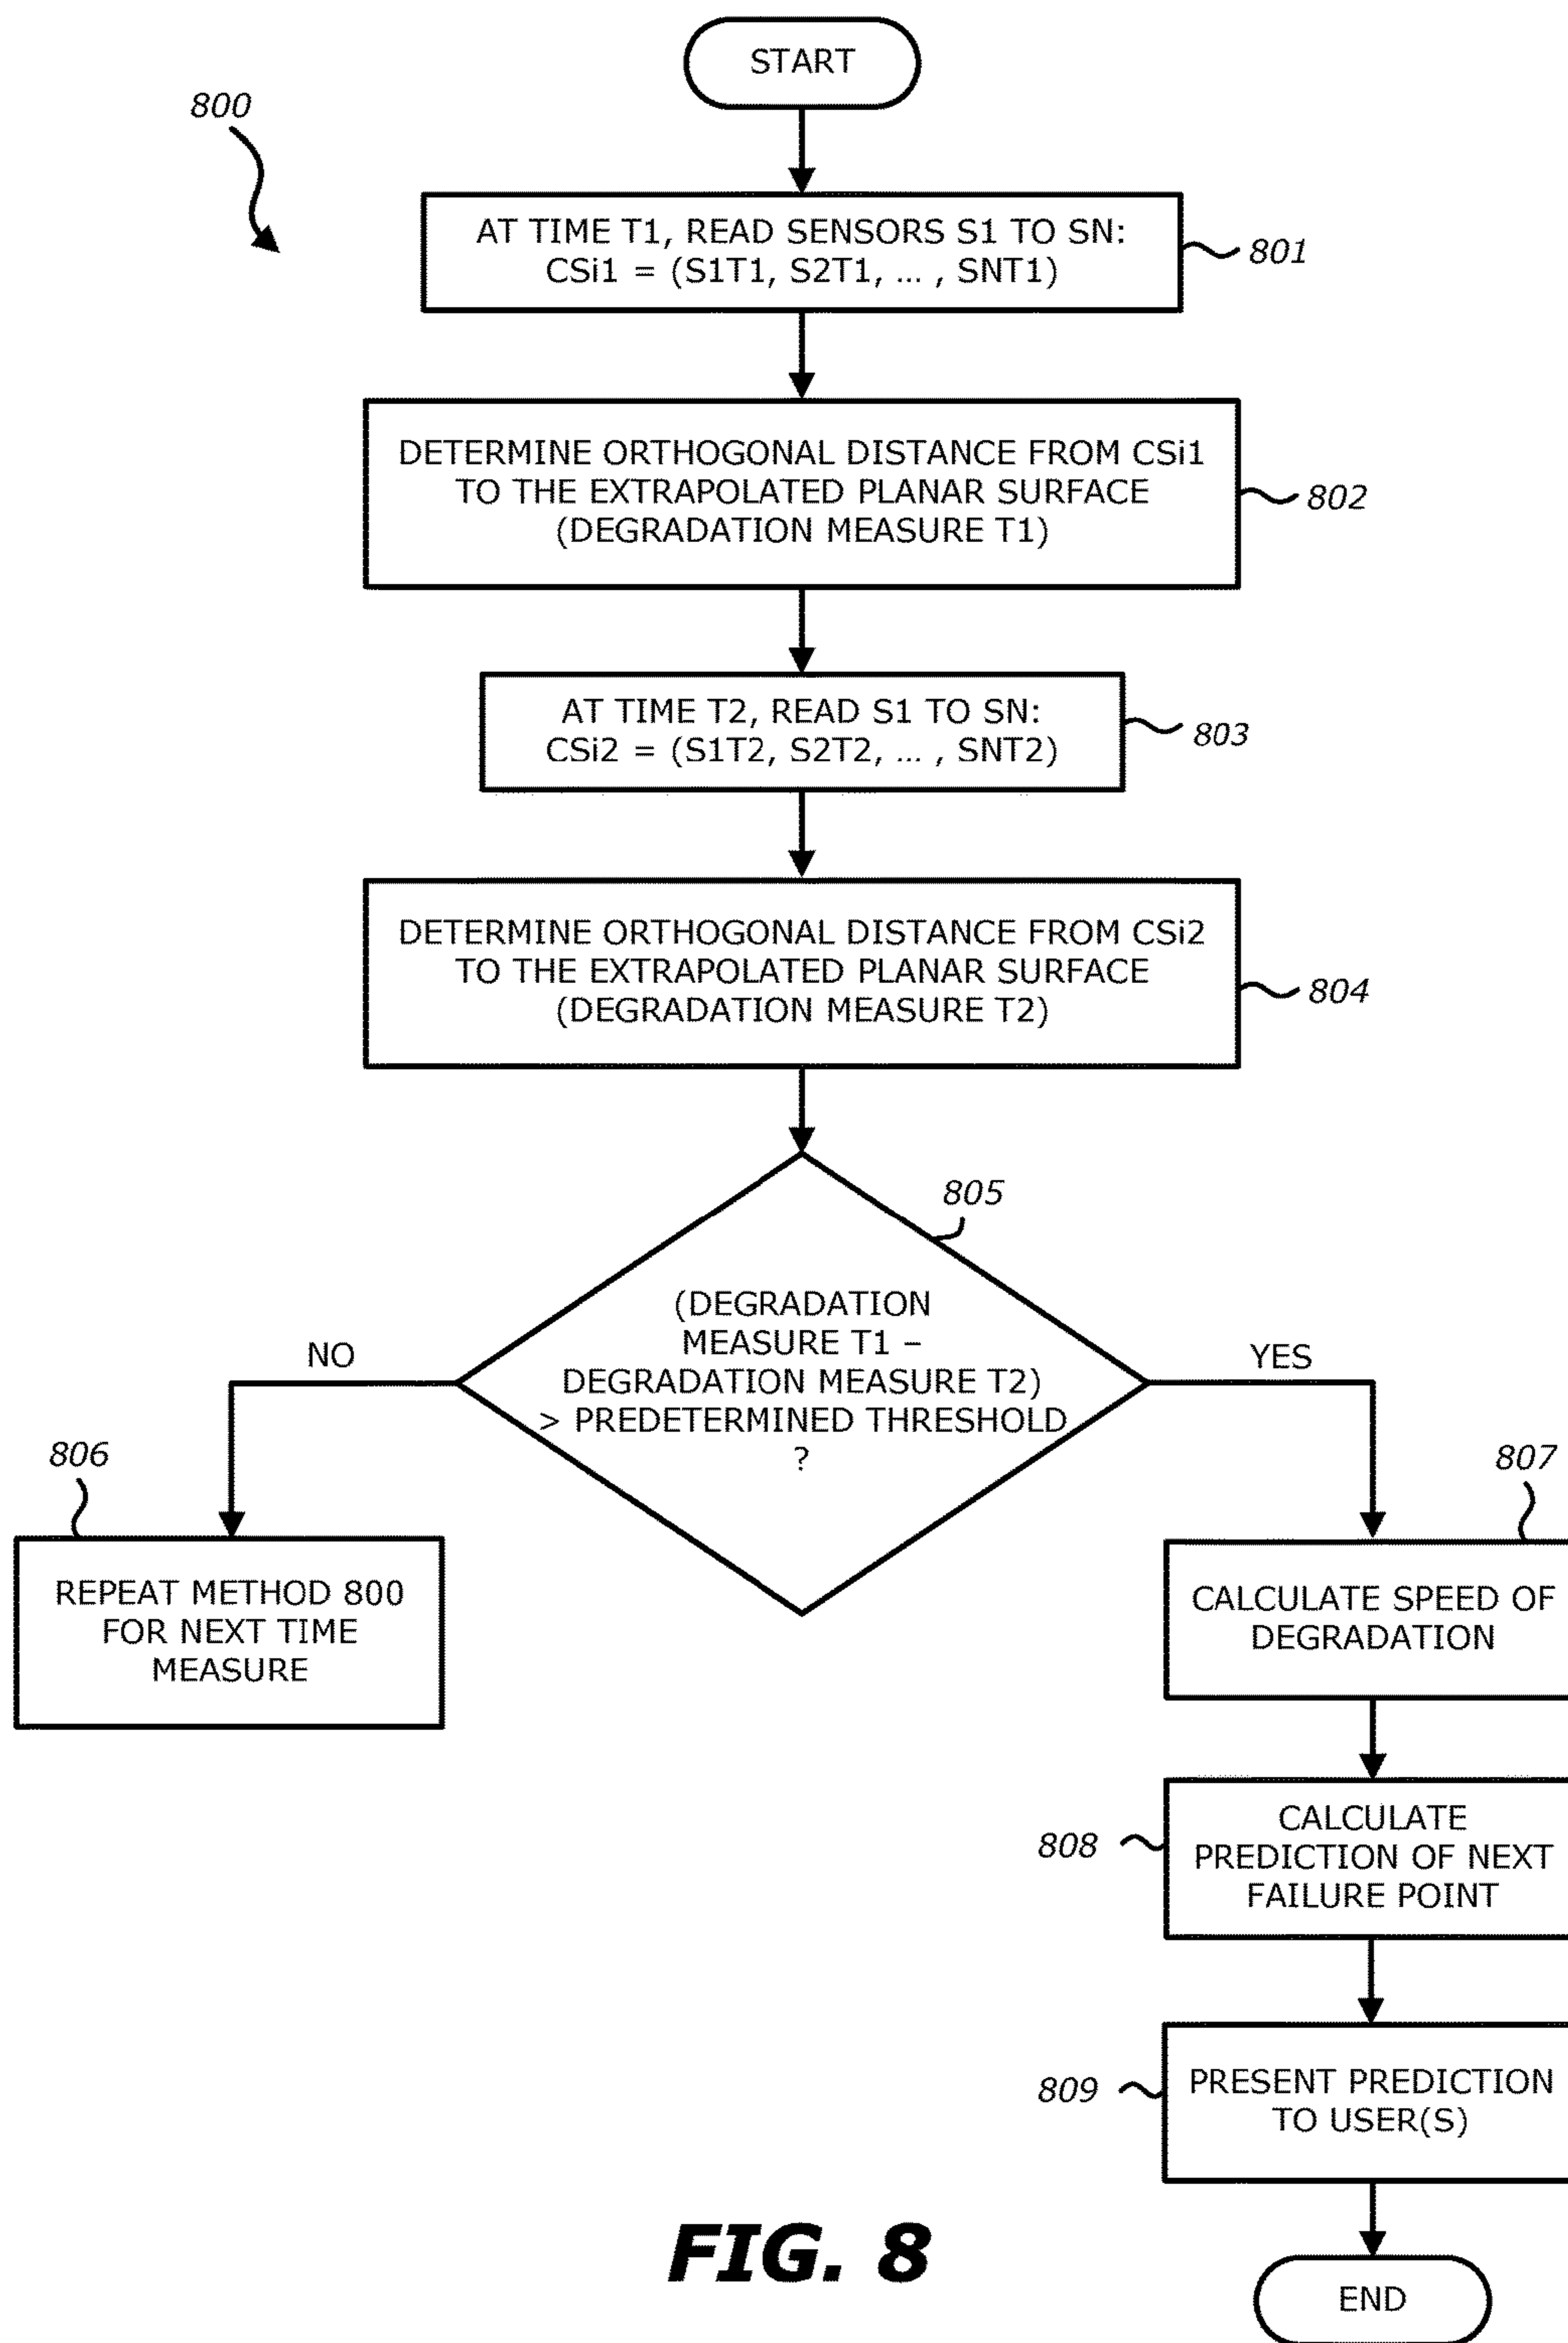 START
800
AT TIME T1, READ SENSORS S1 TO SN:
CSi1 = (S1T1, S2T1, ... , SNT1)
801
DETERMINE ORTHOGONAL DISTANCE FROM CSi1
TO THE EXTRAPOLATED PLANAR SURFACE
(DEGRADATION MEASURE T1)
802
AT TIME T2, READ S1 TO SN:
CSi2 = (S1T2, S2T2, ... , SNT2)
803
DETERMINE ORTHOGONAL DISTANCE FROM CSi2
TO THE EXTRAPOLATED PLANAR SURFACE
(DEGRADATION MEASURE T2)
804
805
(DEGRADATION
MEASURE T1 –
DEGRADATION MEASURE T2)
> PREDETERMINED THRESHOLD
?
NO
YES
806
REPEAT METHOD 800
FOR NEXT TIME
MEASURE
807
CALCULATE SPEED OF
DEGRADATION
808
CALCULATE
PREDICTION OF NEXT
FAILURE POINT
809
PRESENT PREDICTION
TO USER(S)
END
FIG. 8